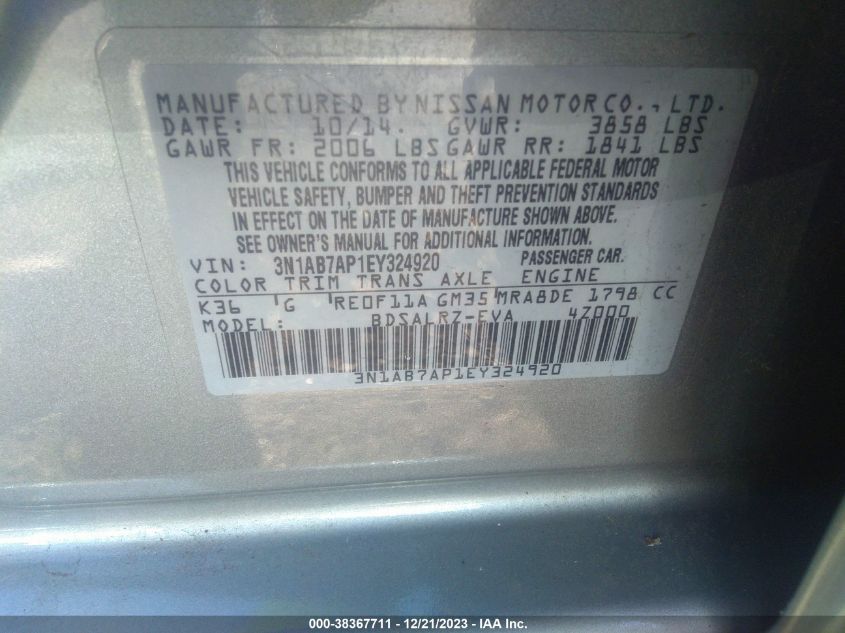 MANUFACTURED BY NISSAN MOTOR CO., LTD.
DATE: 10/14. GVWR: 3858 LBS
GAWR FR: 2006 LBS GAWR RR: 1841 LBS
THIS VEHICLE CONFORMS TO ALL APPLICABLE FEDERAL MOTOR
VEHICLE SAFETY, BUMPER AND THEFT PREVENTION STANDARDS
IN EFFECT ON THE DATE OF MANUFACTURE SHOWN ABOVE.
SEE OWNER'S MANUAL FOR ADDITIONAL INFORMATION.
VIN: 3N1AB7AP1EY324920 PASSENGER CAR.
COLOR TRIM TRANS AXLE ENGINE
K36 G RE0F11A GM35 MRA8DE 1798 CC
MODEL: BDSALRZ-EVA 4Z000
3N1AB7AP1EY324920
000-38367711 - 12/21/2023 - IAA Inc.